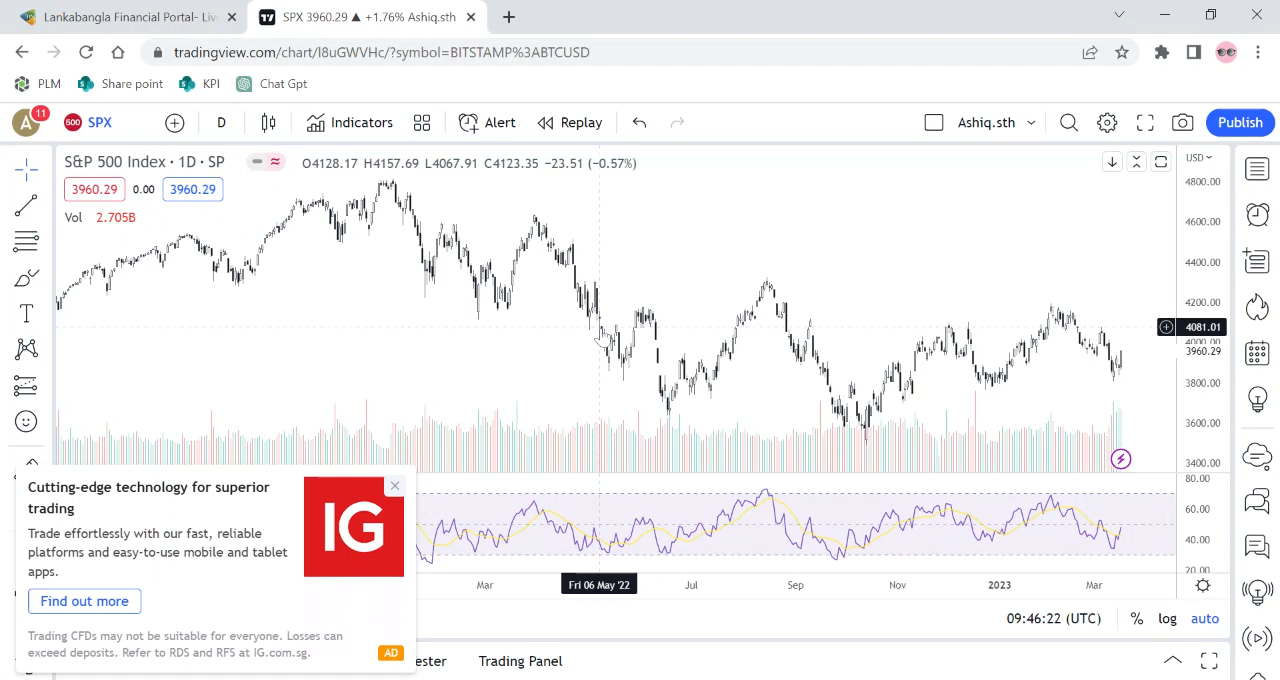 Lankabangla Financial Portal- Liv
SPX 3960.29 ▲ +1.76% Ashiq.sth
tradingview.com/chart/l8uGWVHc/?symbol=BITSTAMP%3ABTCUSD
PLM
Share point
KPI
Chat Gpt
A
11
500
SPX
D
Indicators
Alert
Replay
Ashiq.sth
Publish
S&P 500 Index · 1D · SP
O4128.17 H4157.69 L4067.91 C4123.35 −23.51 (−0.57%)
USD
3960.29
0.00
3960.29
Vol 2.705B
4800.00
4600.00
4400.00
4200.00
4081.01
4000.00
3960.29
3800.00
3600.00
3400.00
80.00
60.00
40.00
20.00
Cutting-edge technology for superior
trading
Trade effortlessly with our fast, reliable
platforms and easy-to-use mobile and tablet
apps.
IG
Find out more
Trading CFDs may not be suitable for everyone. Losses can
exceed deposits. Refer to RDS and RFS at IG.com.sg.
AD
Mar
Fri 06 May '22
Jul
Sep
Nov
2023
Mar
09:46:22 (UTC)
%
log
auto
ester
Trading Panel